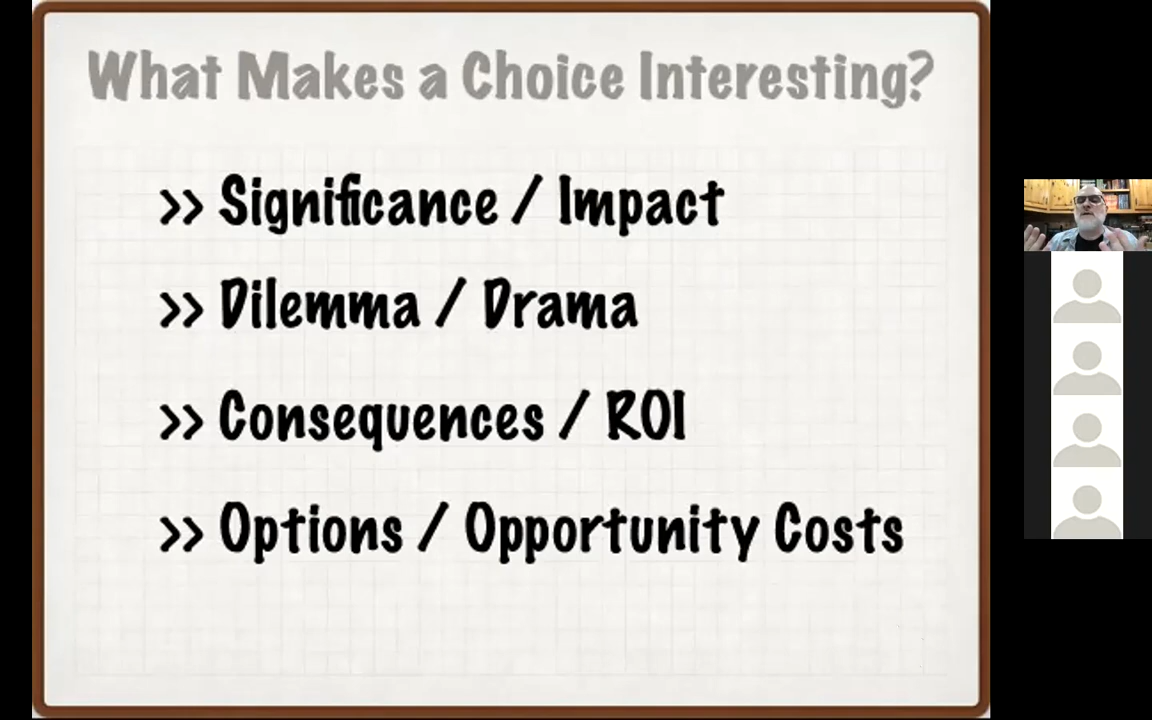 What Makes a Choice Interesting?
>> Significance / Impact
>> Dilemma / Drama
>> Consequences / ROI
>> Options / Opportunity Costs